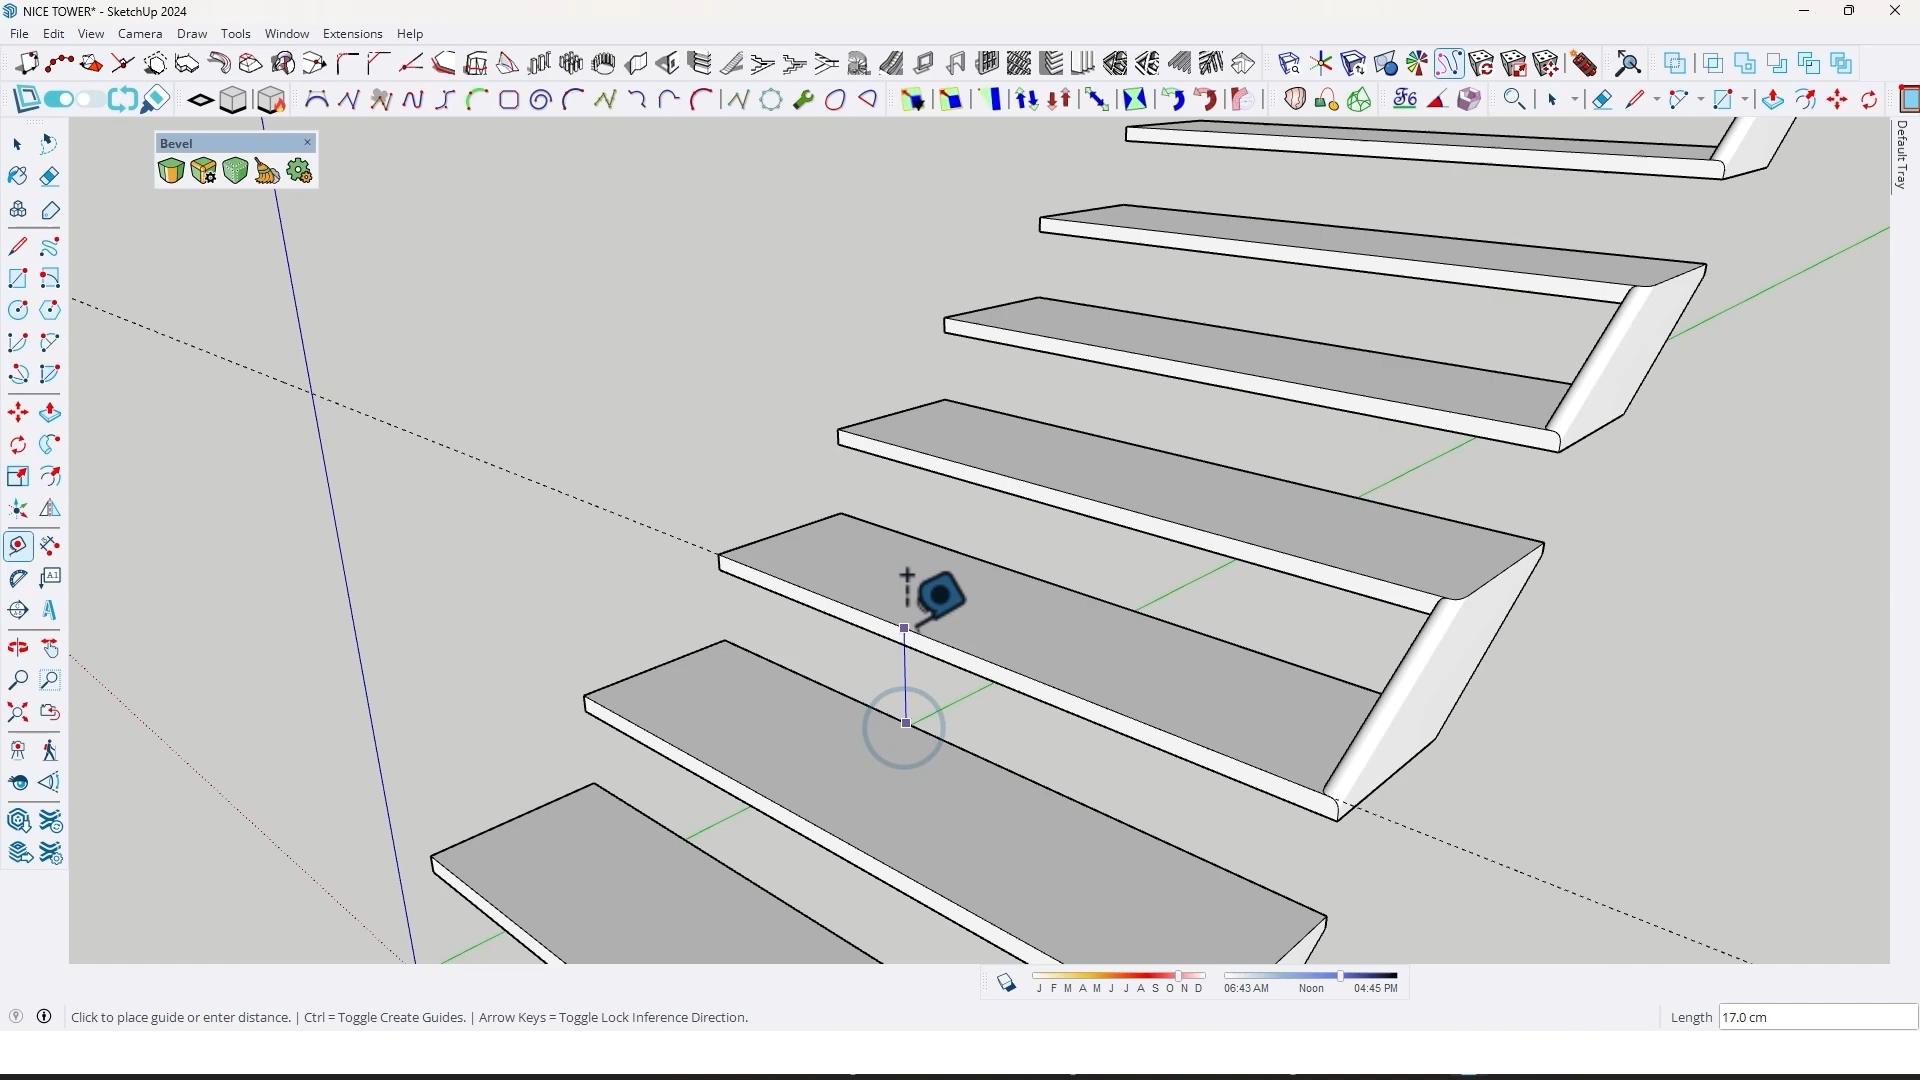 NICE TOWER* - SketchUp 2024
File Edit View Camera Draw Tools Window Extensions Help
Bevel
Default Tray
J F M A M J J A S O N D
06:43 AM Noon 04:45 PM
Click to place guide or enter distance. | Ctrl = Toggle Create Guides. | Arrow Keys = Toggle Lock Inference Direction.
Length 17.0 cm